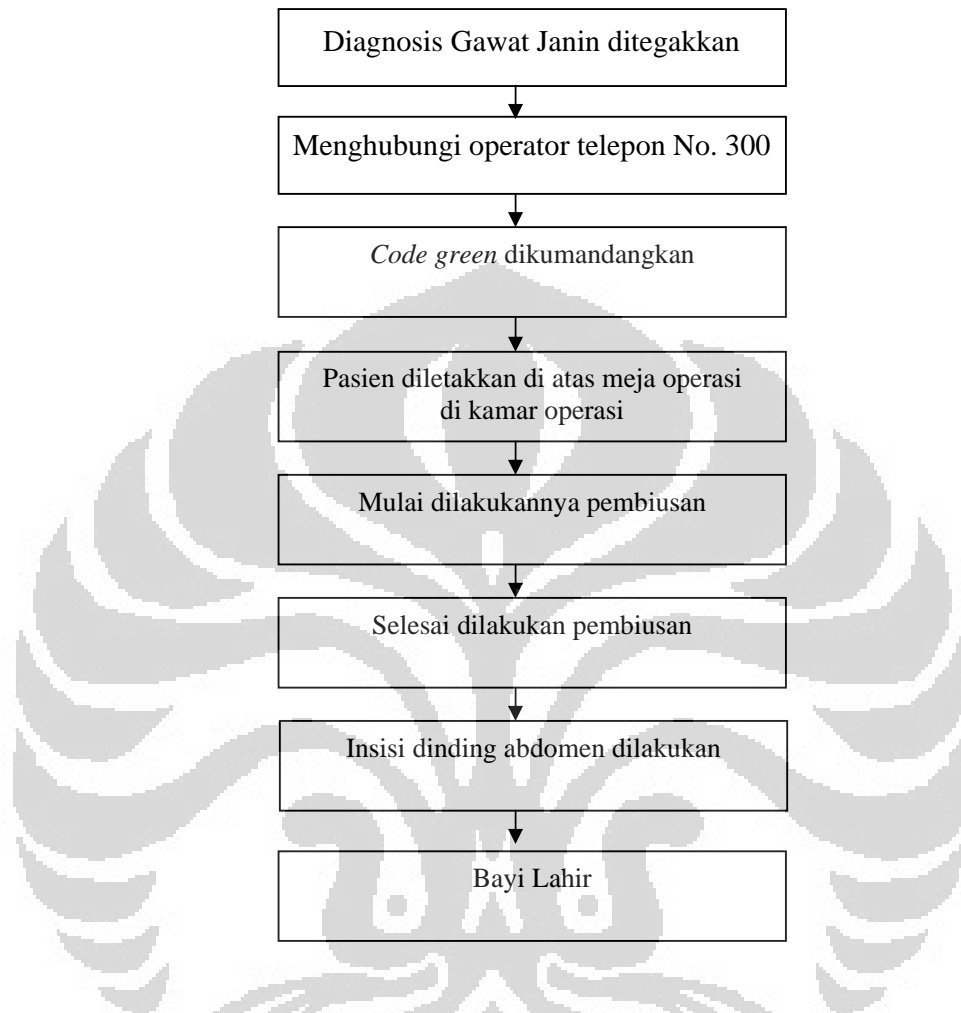 Diagnosis Gawat Janin ditegakkan
Menghubungi operator telepon No. 300
Code green dikumandangkan
Pasien diletakkan di atas meja operasi
di kamar operasi
Mulai dilakukannya pembiusan
Selesai dilakukan pembiusan
Insisi dinding abdomen dilakukan
Bayi Lahir